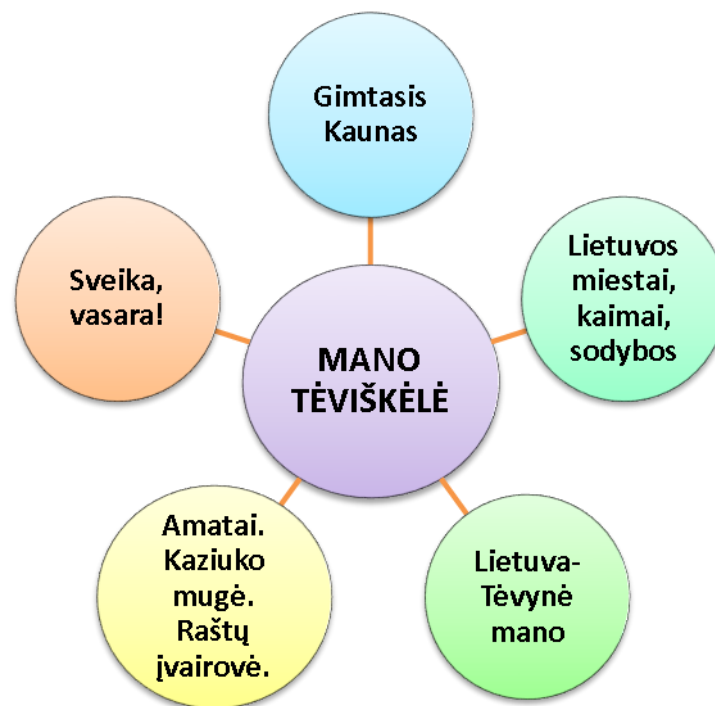 Gimtasis
Kaunas
Lietuvos
miestai,
kaimai,
sodybos
Sveika,
vasara!
MANO
TĖVIŠKĖLĖ
Amatai.
Kaziuko
mugė.
Raštų
įvairovė.
Lietuva-
Tėvynė
mano